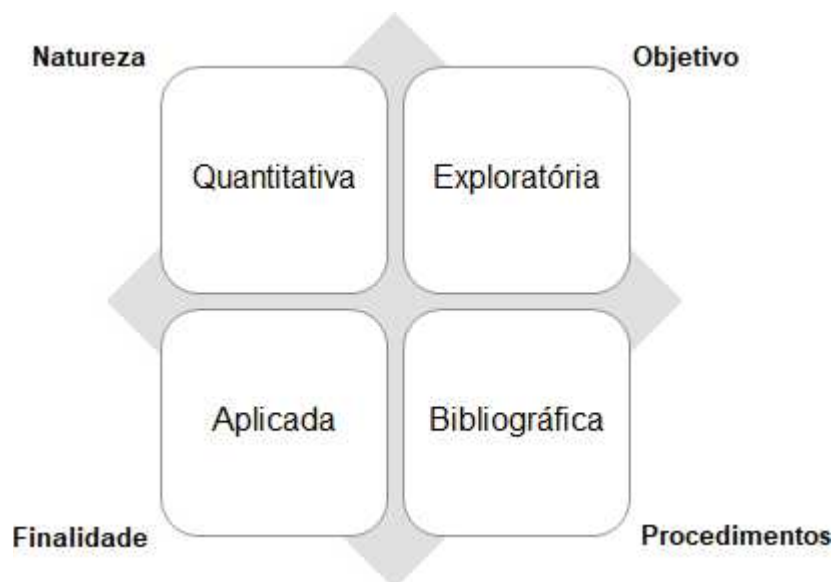 Natureza
Objetivo
Quantitativa
Exploratória
Aplicada
Bibliográfica
Finalidade
Procedimentos